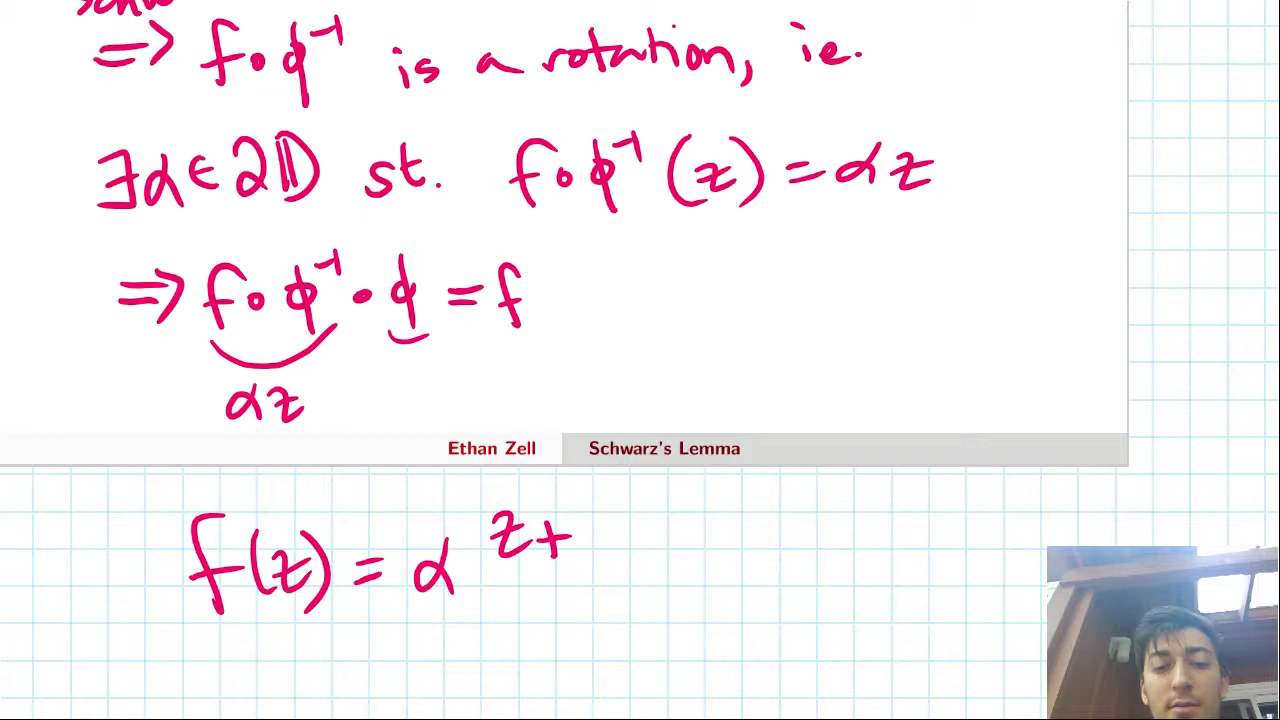 ⇒ f∘φ⁻¹ is a rotation, ie.
∃α∈∂𝔻 st. f∘φ⁻¹(z)=αz
⇒ f∘φ⁻¹∘φ = f
αz
Ethan Zell Schwarz's Lemma
f(z) = α z+